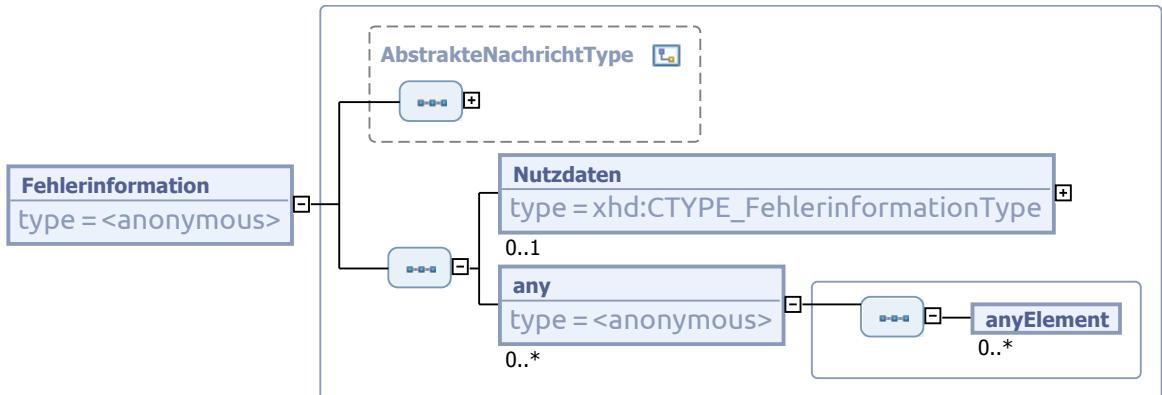 AbstrakteNachrichtType
Fehlerinformation
type = <anonymous>
Nutzdaten
type = xhd:CTYPE_FehlerinformationType
0..1
any
type = <anonymous>
0..*
anyElement
0..*